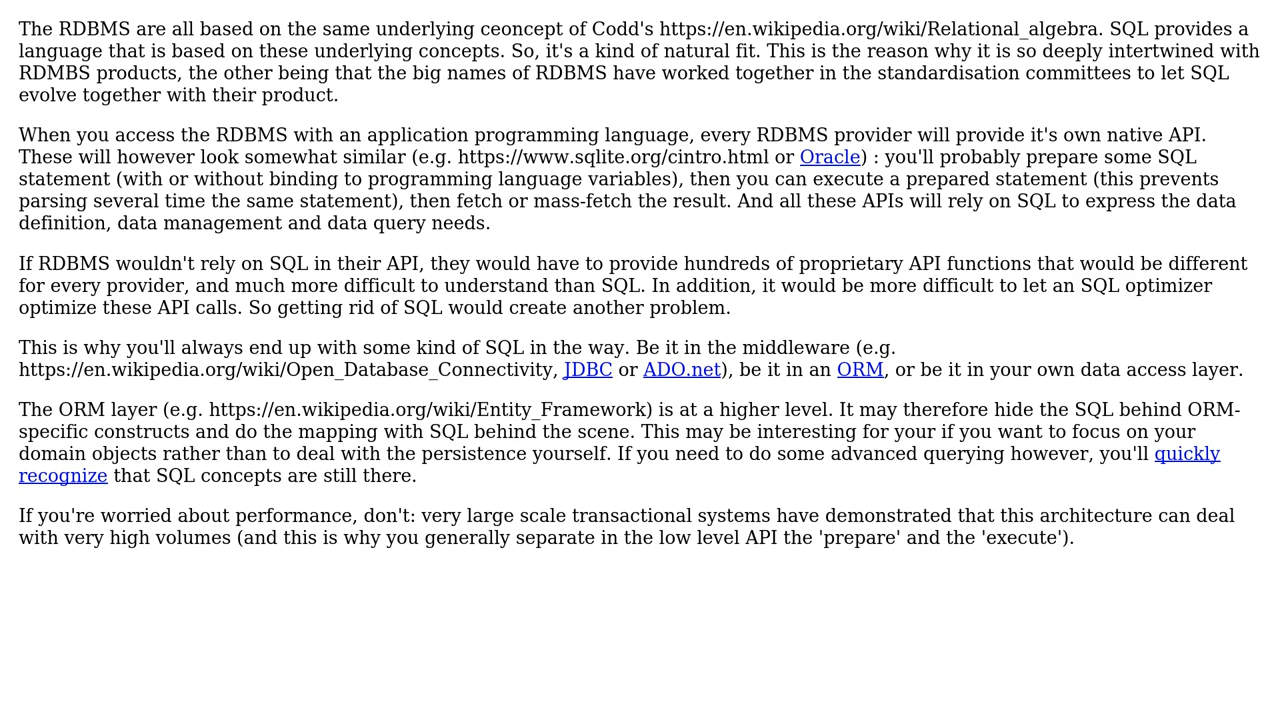 The RDBMS are all based on the same underlying ceoncept of Codd's https://en.wikipedia.org/wiki/Relational_algebra. SQL provides a
language that is based on these underlying concepts. So, it's a kind of natural fit. This is the reason why it is so deeply intertwined with
RDMBS products, the other being that the big names of RDBMS have worked together in the standardisation committees to let SQL
evolve together with their product.
When you access the RDBMS with an application programming language, every RDBMS provider will provide it's own native API.
These will however look somewhat similar (e.g. https://www.sqlite.org/cintro.html or Oracle) : you'll probably prepare some SQL
statement (with or without binding to programming language variables), then you can execute a prepared statement (this prevents
parsing several time the same statement), then fetch or mass-fetch the result. And all these APIs will rely on SQL to express the data
definition, data management and data query needs.
If RDBMS wouldn't rely on SQL in their API, they would have to provide hundreds of proprietary API functions that would be different
for every provider, and much more difficult to understand than SQL. In addition, it would be more difficult to let an SQL optimizer
optimize these API calls. So getting rid of SQL would create another problem.
This is why you'll always end up with some kind of SQL in the way. Be it in the middleware (e.g.
https://en.wikipedia.org/wiki/Open_Database_Connectivity, JDBC or ADO.net), be it in an ORM, or be it in your own data access layer.
The ORM layer (e.g. https://en.wikipedia.org/wiki/Entity_Framework) is at a higher level. It may therefore hide the SQL behind ORM-
specific constructs and do the mapping with SQL behind the scene. This may be interesting for your if you want to focus on your
domain objects rather than to deal with the persistence yourself. If you need to do some advanced querying however, you'll quickly
recognize that SQL concepts are still there.
If you're worried about performance, don't: very large scale transactional systems have demonstrated that this architecture can deal
with very high volumes (and this is why you generally separate in the low level API the 'prepare' and the 'execute').